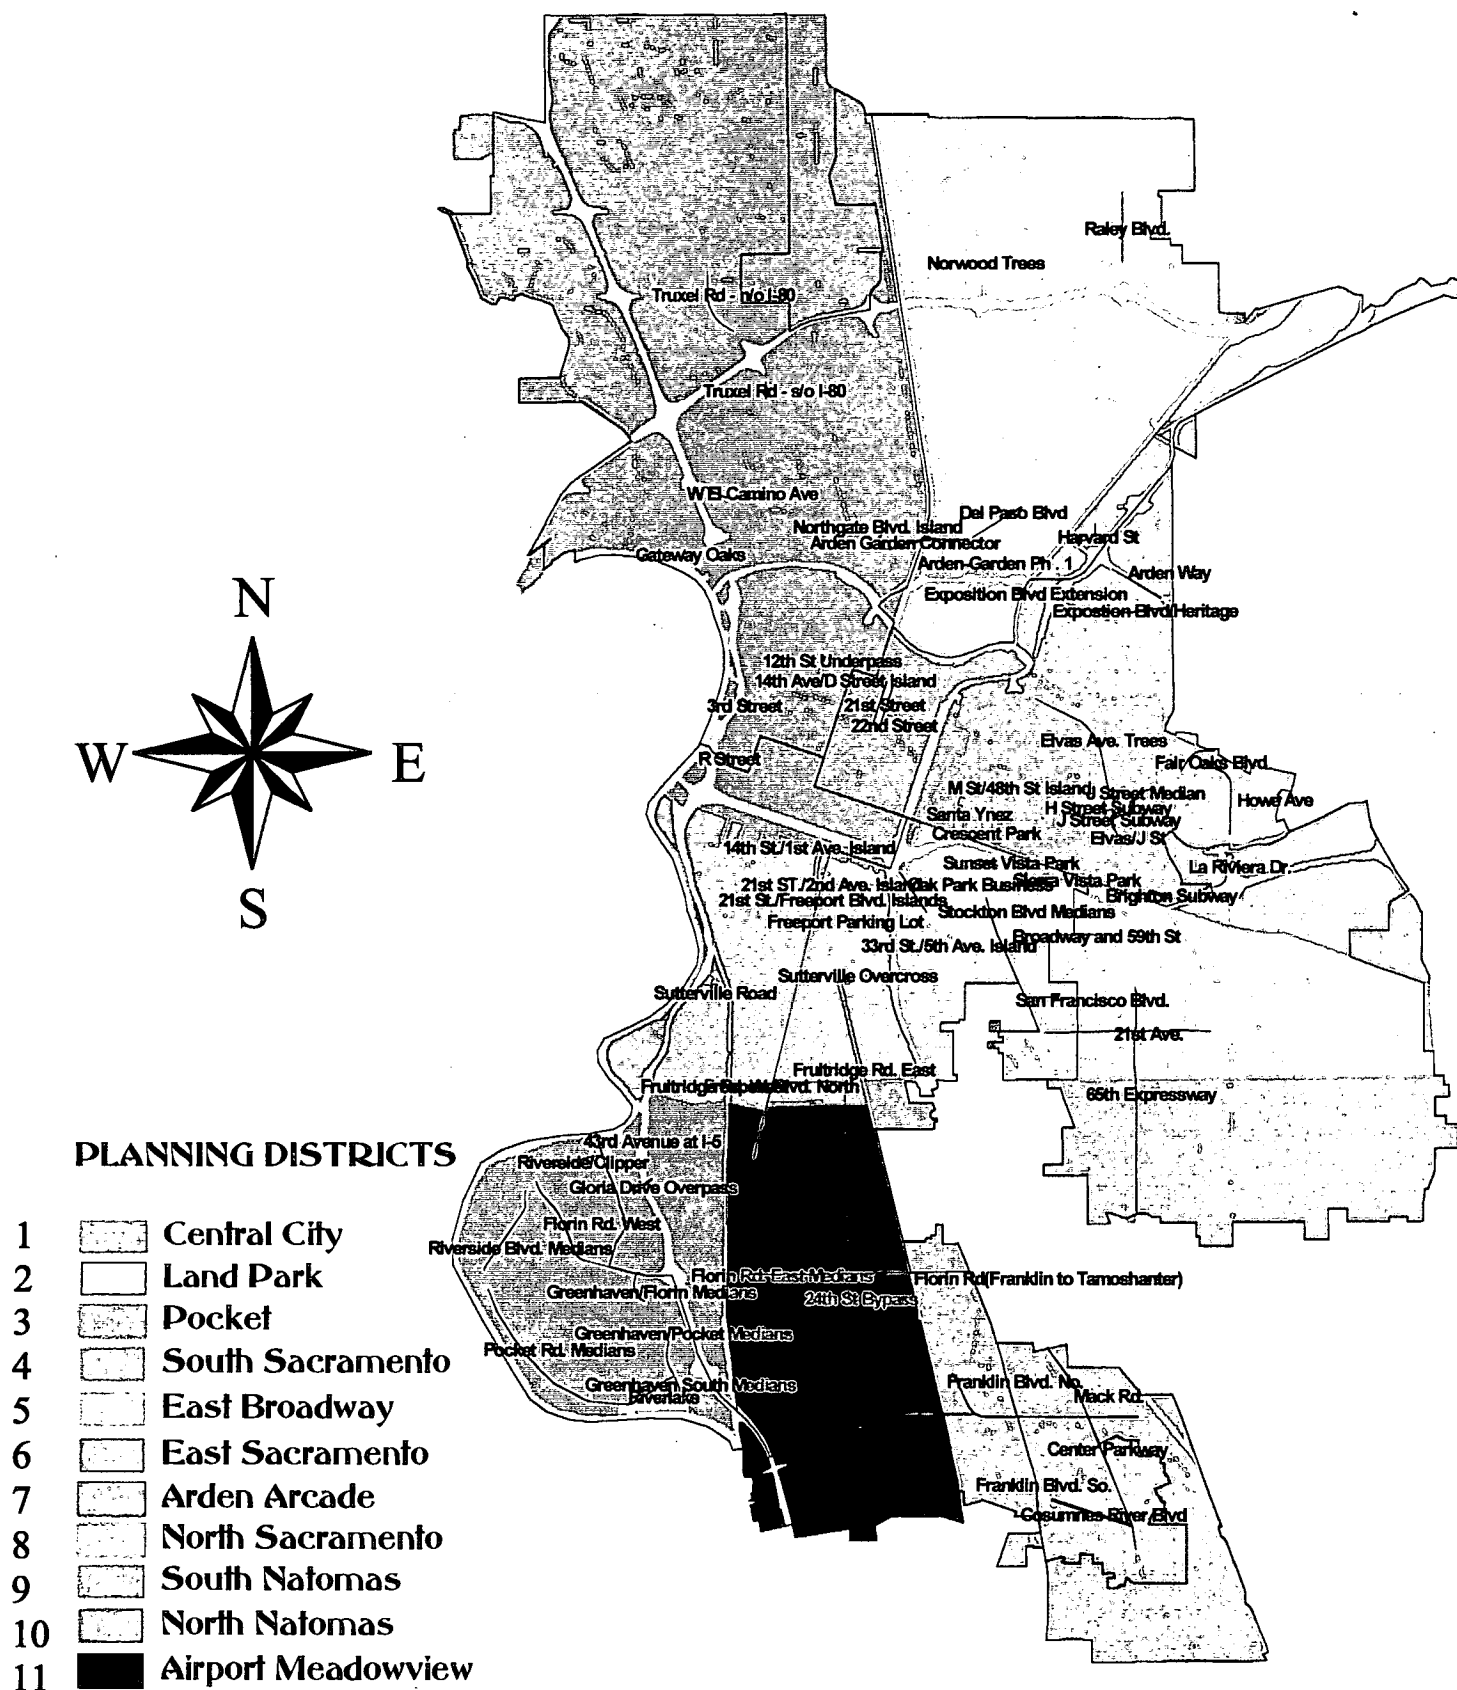 Raley Blvd.
Norwood Trees
Truxel Rd - n/o I-80
Truxel Rd - s/o I-80
W El Camino Ave
Del Paso Blvd
Northgate Blvd. Island
Harvard St
Arden Garden Connector
Gateway Oaks
Arden-Garden Ph . 1
Arden Way
N
Exposition Blvd Extension
Expostion Blvd/Heritage
12th St Underpass
14th Ave/D Street Island
3rd Street
21st Street
22nd Street
Elvas Ave. Trees
W
E
R Street
Fair Oaks Blvd.
M St/48th St Island
J Street Median
Howe Ave
H Street Subway
Santa Ynez
J Street Subway
Crescent Park
Elvas/J St
14th St./1st Ave. Island
Sunset Vista Park
La Riviera Dr.
Sierra Vista Park
21st ST./2nd Ave. Island
Oak Park Business
Brighton Subway
21st St./Freeport Blvd. Islands
S
Stockton Blvd Medians
Freeport Parking Lot
Broadway and 59th St
33rd St./5th Ave. Island
Sutterville Overcross
Sutterville Road
San Francisco Blvd.
21st Ave.
Fruitridge Rd. East
Fruitridge
Blvd. North
65th Expressway
43rd Avenue at I-5
PLANNING DISTRICTS
Riverside/Clipper
Gloria Drive Overpass
Florin Rd. West
1 Central City
Riverside Blvd. Medians
2 Land Park
Florin Rd. East Medians
Florin Rd(Franklin to Tamoshanter)
Greenhaven/Florin Medians
24th St Bypass
3 Pocket
Greenhaven/Pocket Medians
Pocket Rd. Medians
4 South Sacramento
Franklin Blvd. No.
Greenhaven South Medians
Mack Rd.
Riverlake
5 East Broadway
6 East Sacramento
Center Parkway
Franklin Blvd. So.
7 Arden Arcade
Cosumnes River Blvd
8 North Sacramento
9 South Natomas
10 North Natomas
11 Airport Meadowview